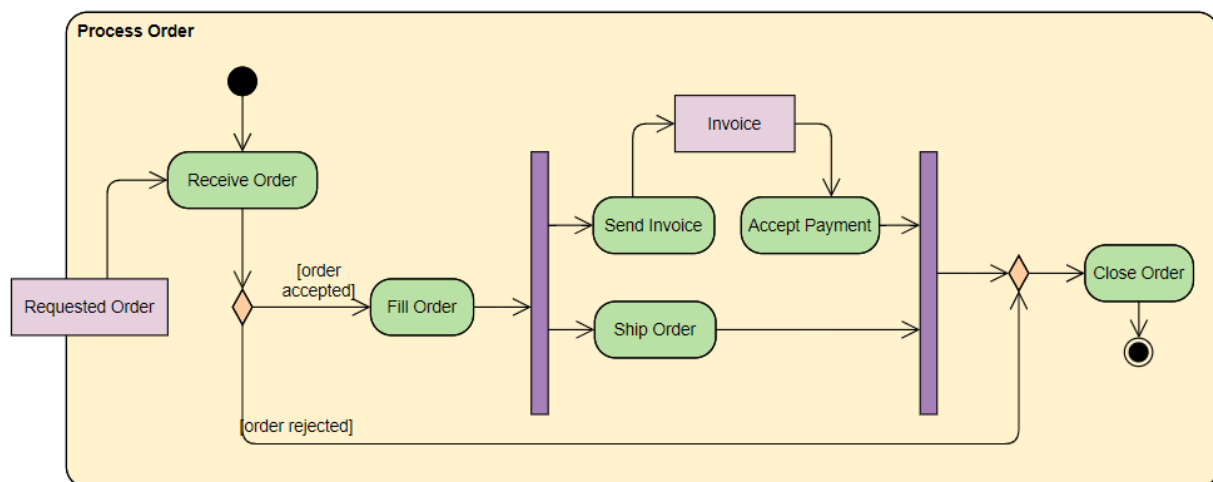 Process Order
Receive Order
Requested Order
[order
accepted]
Fill Order
Invoice
Send Invoice
Accept Payment
Ship Order
Close Order
[order rejected]